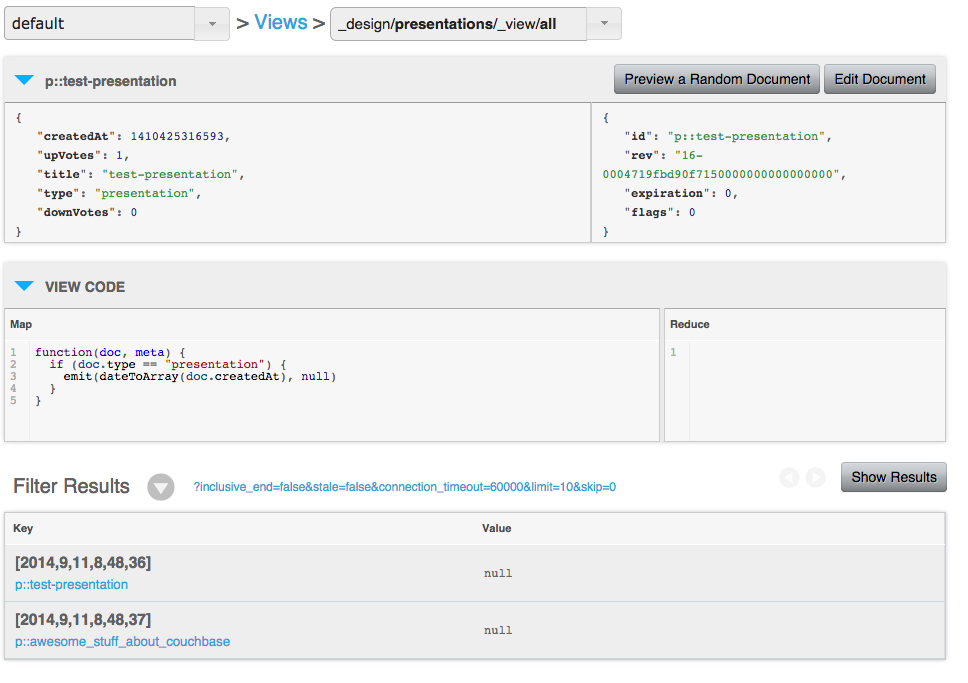 default > Views > _design/presentations/_view/all
p::test-presentation Preview a Random Document Edit Document
{
"createdAt": 1410425316593,
"upVotes": 1,
"title": "test-presentation",
"type": "presentation",
"downVotes": 0
}
{
"id": "p::test-presentation",
"rev": "16-
0004719fbd90f7150000000000000000",
"expiration": 0,
"flags": 0
}
VIEW CODE
Map
1 function(doc, meta) {
2 if (doc.type == "presentation") {
3 emit(dateToArray(doc.createdAt), null)
4 }
5 }
Reduce
1
Filter Results ?inclusive_end=false&stale=false&connection_timeout=60000&limit=10&skip=0 Show Results
Key Value
[2014,9,11,8,48,36]
p::test-presentation
null
[2014,9,11,8,48,37]
p::awesome_stuff_about_couchbase
null